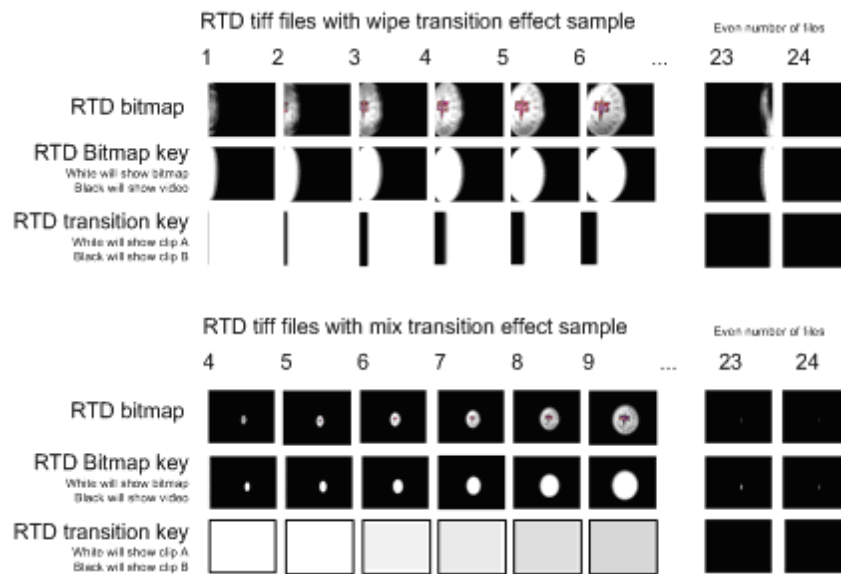 RTD tiff files with wipe transition effect sample
Even number of files
1 2 3 4 5 6 ... 23 24
RTD bitmap
RTD Bitmap key
White will show bitmap
Black will show video
RTD transition key
White will show clip A
Black will show clip B
RTD tiff files with mix transition effect sample
Even number of files
4 5 6 7 8 9 ... 23 24
RTD bitmap
RTD Bitmap key
White will show bitmap
Black will show video
RTD transition key
White will show clip A
Black will show clip B